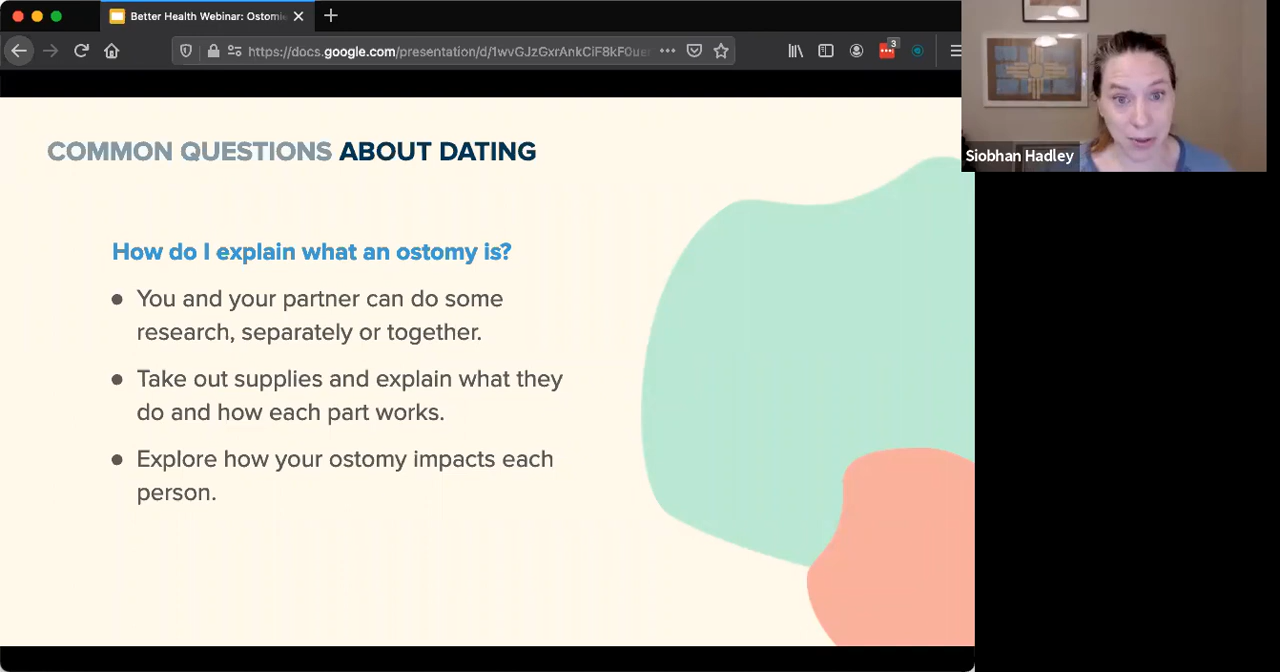 Better Health Webinar: Ostomi
https://docs.google.com/presentation/d/1wvGJzGxrAnkCiF8kF0ue
3
Siobhan Hadley
COMMON QUESTIONS ABOUT DATING
How do I explain what an ostomy is?
● You and your partner can do some
research, separately or together.
● Take out supplies and explain what they
do and how each part works.
● Explore how your ostomy impacts each
person.